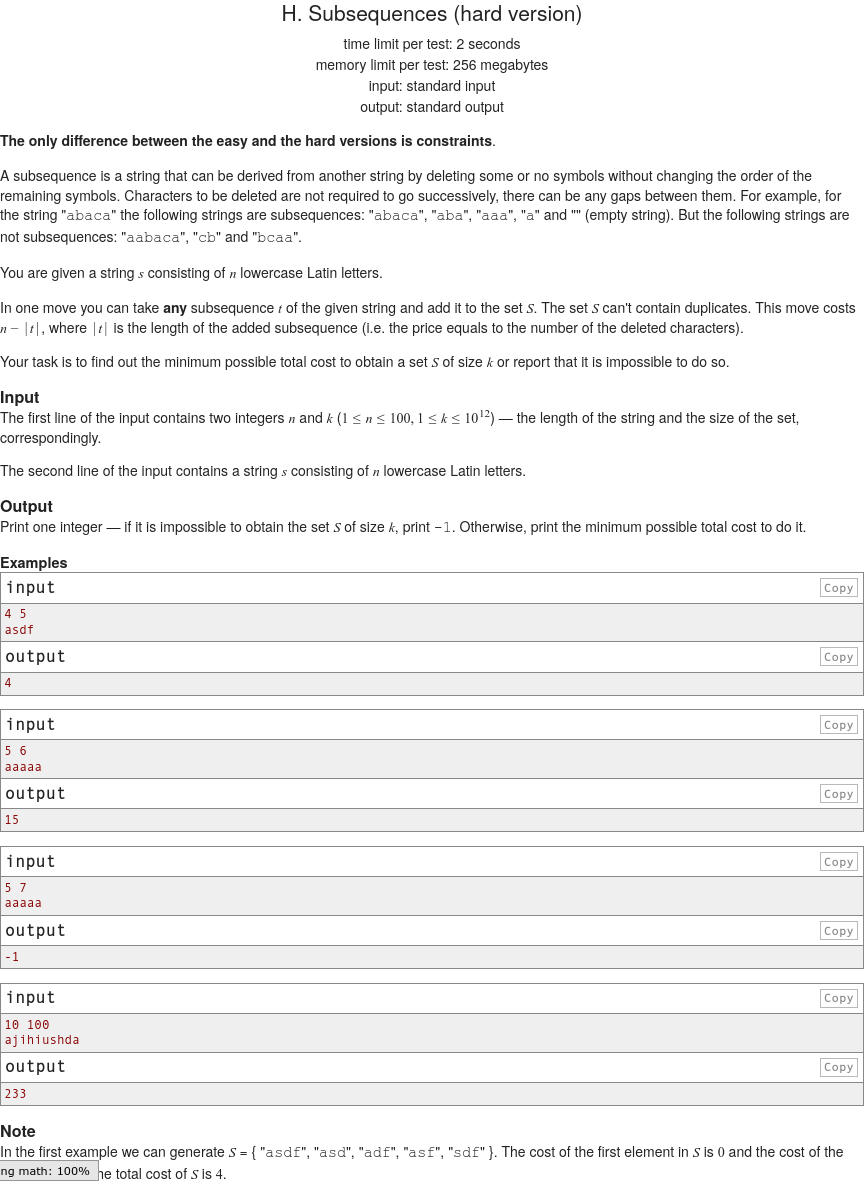 H. Subsequences (hard version)
time limit per test: 2 seconds
memory limit per test: 256 megabytes
input: standard input
output: standard output
The only difference between the easy and the hard versions is constraints.
A subsequence is a string that can be derived from another string by deleting some or no symbols without changing the order of the
remaining symbols. Characters to be deleted are not required to go successively, there can be any gaps between them. For example, for
the string "abaca" the following strings are subsequences: "abaca", "aba", "aaa", "a" and "" (empty string). But the following strings are
not subsequences: "aabaca", "cb" and "bcaa".
You are given a string s consisting of n lowercase Latin letters.
In one move you can take any subsequence t of the given string and add it to the set S. The set S can't contain duplicates. This move costs
n − |t|, where |t| is the length of the added subsequence (i.e. the price equals to the number of the deleted characters).
Your task is to find out the minimum possible total cost to obtain a set S of size k or report that it is impossible to do so.
Input
The first line of the input contains two integers n and k (1 ≤ n ≤ 100, 1 ≤ k ≤ 10^12) — the length of the string and the size of the set,
correspondingly.
The second line of the input contains a string s consisting of n lowercase Latin letters.
Output
Print one integer — if it is impossible to obtain the set S of size k, print -1. Otherwise, print the minimum possible total cost to do it.
Examples
input Copy
4 5
asdf
output Copy
4
input Copy
5 6
aaaaa
output Copy
15
input Copy
5 7
aaaaa
output Copy
-1
input Copy
10 100
ajihiushda
output Copy
233
Note
In the first example we can generate S = { "asdf", "asd", "adf", "asf", "sdf" }. The cost of the first element in S is 0 and the cost of the
ng math: 100% he total cost of S is 4.